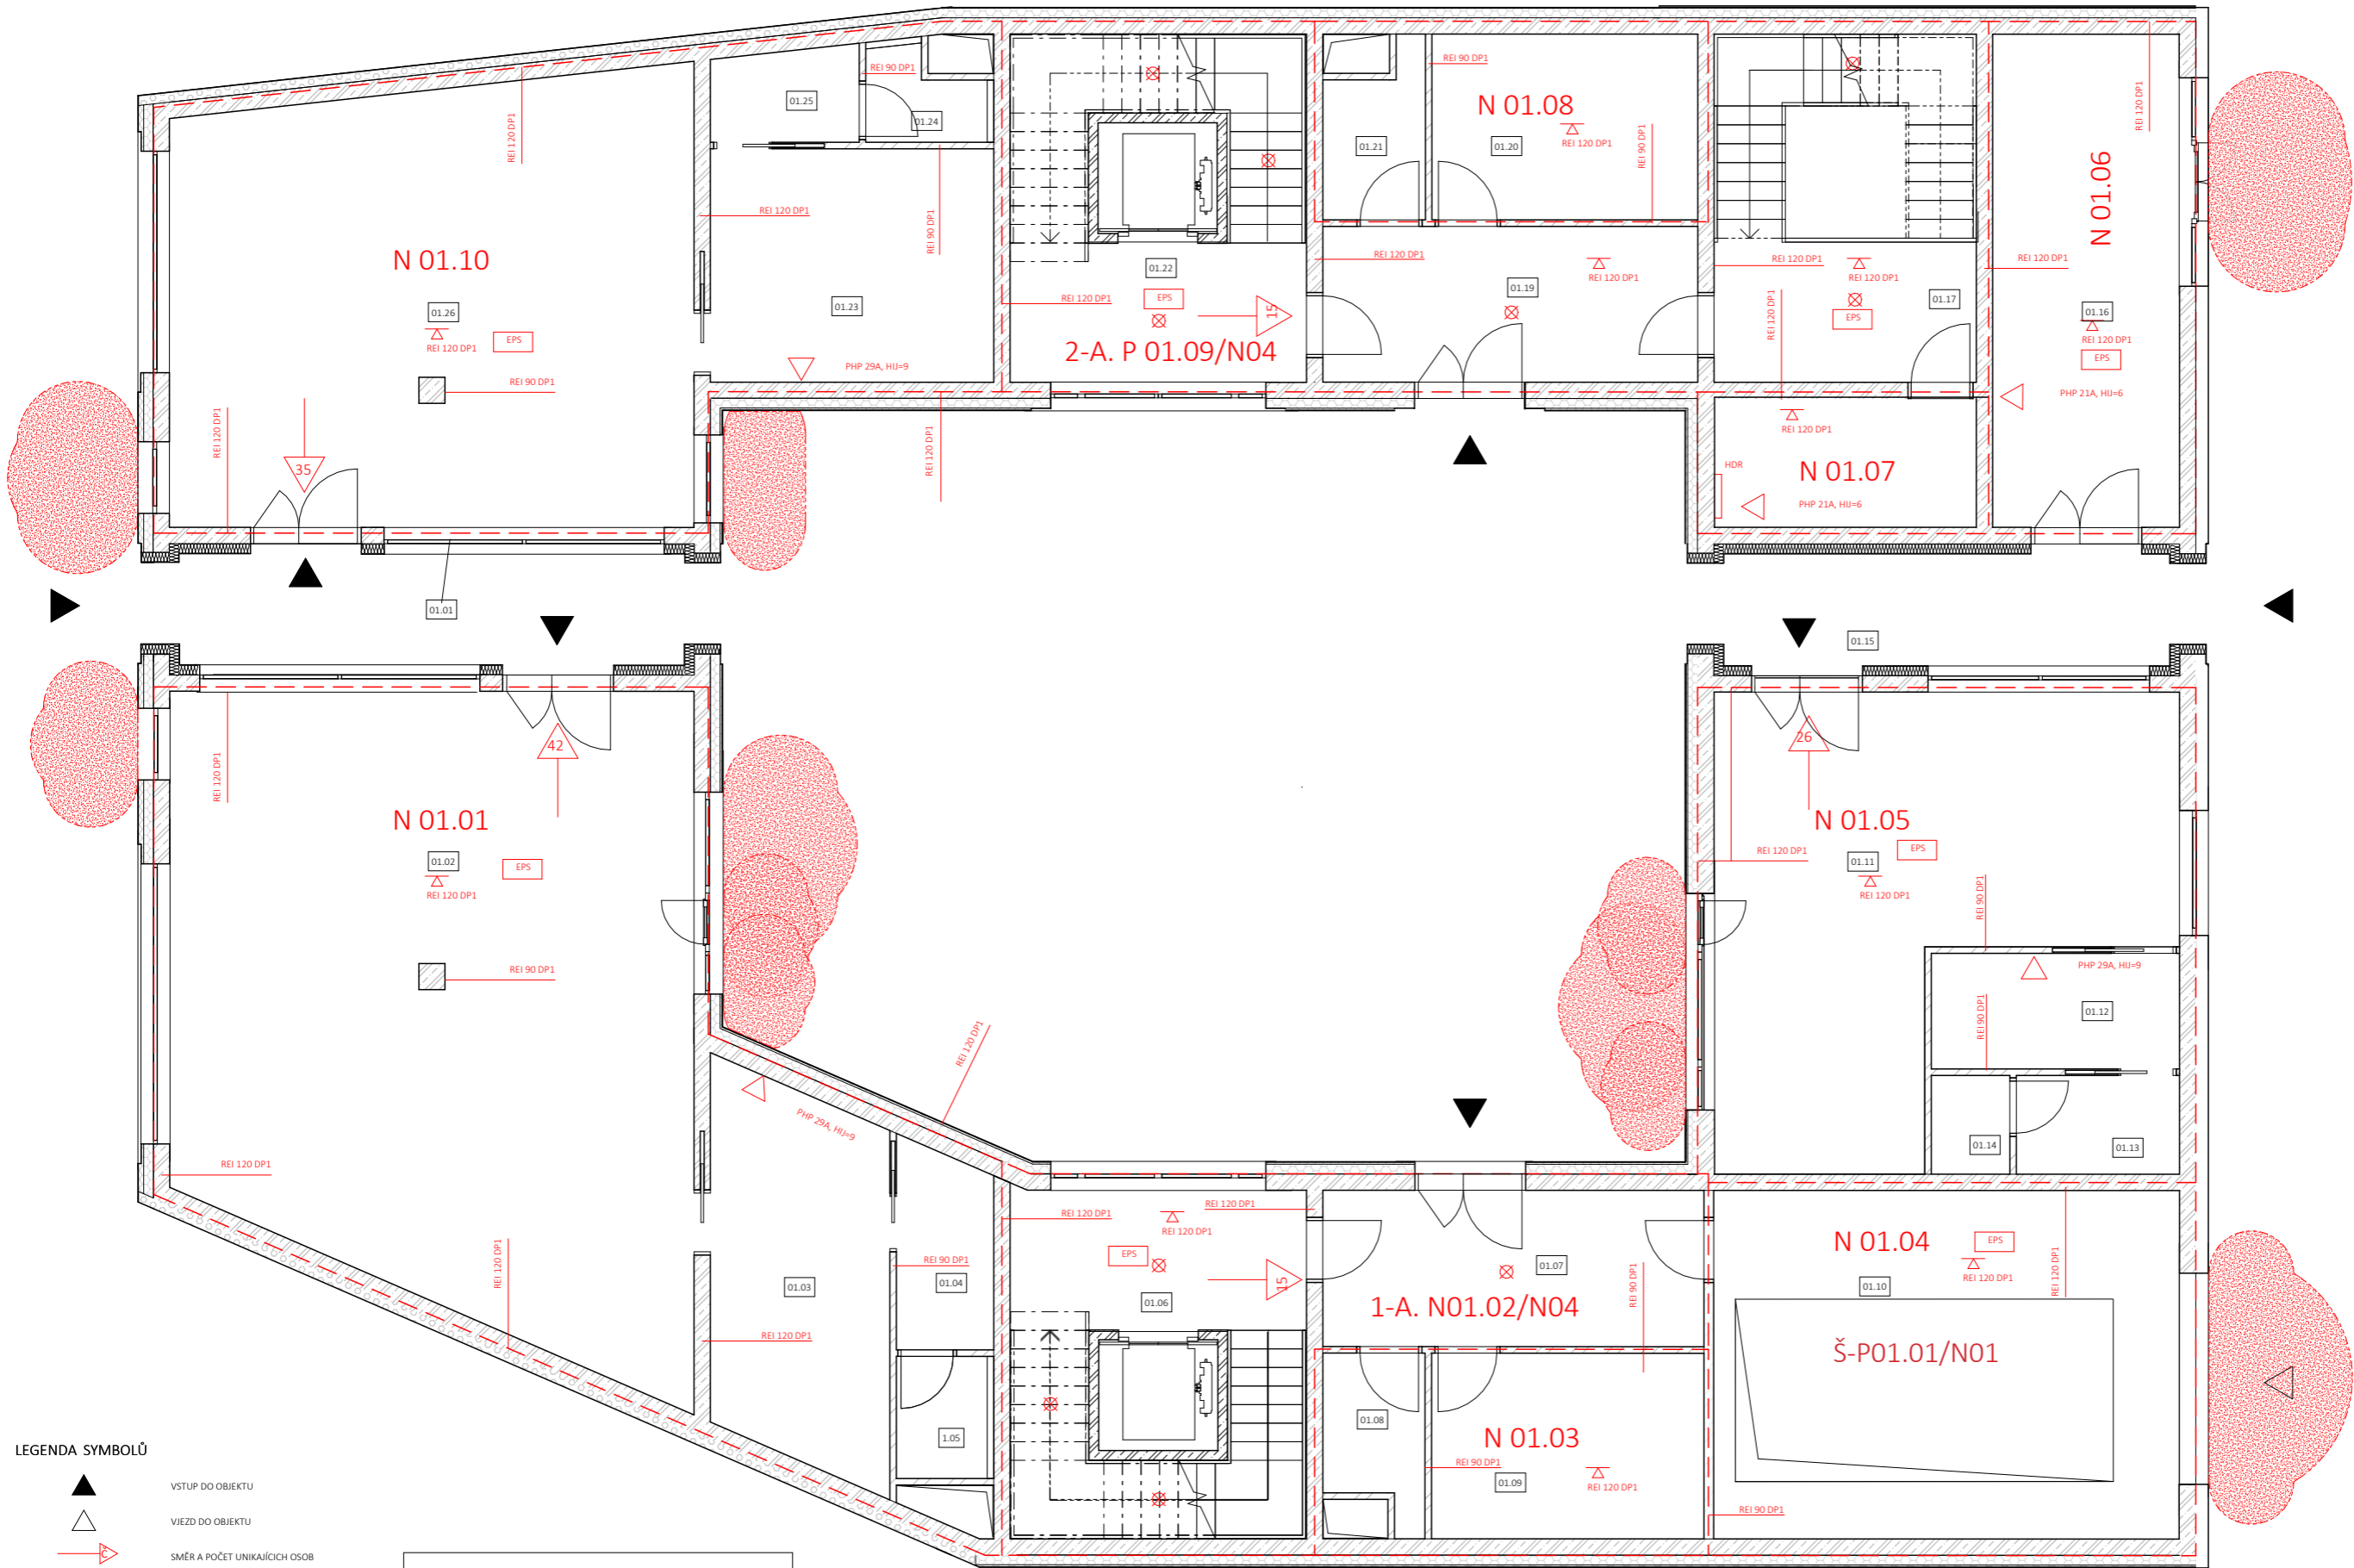 REI 90 DP1
01.25
01.24
REI 120 DP1
REI 90 DP1
N 01.08
01.21
01.20
REI 120 DP1
REI 90 DP1
REI 120 DP1
N 01.06
REI 120 DP1
REI 90 DP1
N 01.10
01.26
REI 120 DP1
EPS
REI 90 DP1
01.23
PHP 29A, HIJ=9
REI 120 DP1
01.22
EPS
15
2-A. P 01.09/N04
REI 120 DP1
REI 120 DP1
01.19
REI 120 DP1
REI 120 DP1
01.17
EPS
REI 120 DP1
REI 120 DP1
01.16
REI 120 DP1
EPS
PHP 21A, HIJ=6
REI 120 DP1
35
REI 120 DP1
REI 120 DP1
HDR
N 01.07
PHP 21A, HIJ=6
01.01
01.15
42
REI 120 DP1
N 01.01
01.02
EPS
REI 120 DP1
REI 90 DP1
26
N 01.05
REI 120 DP1
01.11
EPS
REI 120 DP1
REI 90 DP1
PHP 29A, HIJ=9
REI 90 DP1
01.12
01.14
01.13
REI 120 DP1
PHP 29A, HIJ=9
REI 120 DP1
REI 120 DP1
REI 90 DP1
01.03
01.04
REI 120 DP1
1.05
REI 120 DP1
REI 120 DP1
REI 120 DP1
EPS
15
01.06
01.07
1-A. N01.02/N04
REI 90 DP1
01.08
N 01.03
REI 90 DP1
01.09
REI 120 DP1
N 01.04
EPS
REI 120 DP1
01.10
REI 120 DP1
Š-P01.01/N01
REI 90 DP1
LEGENDA SYMBOLŮ
VSTUP DO OBJEKTU
VJEZD DO OBJEKTU
Č
SMĚR A POČET UNIKAJÍCICH OSOB